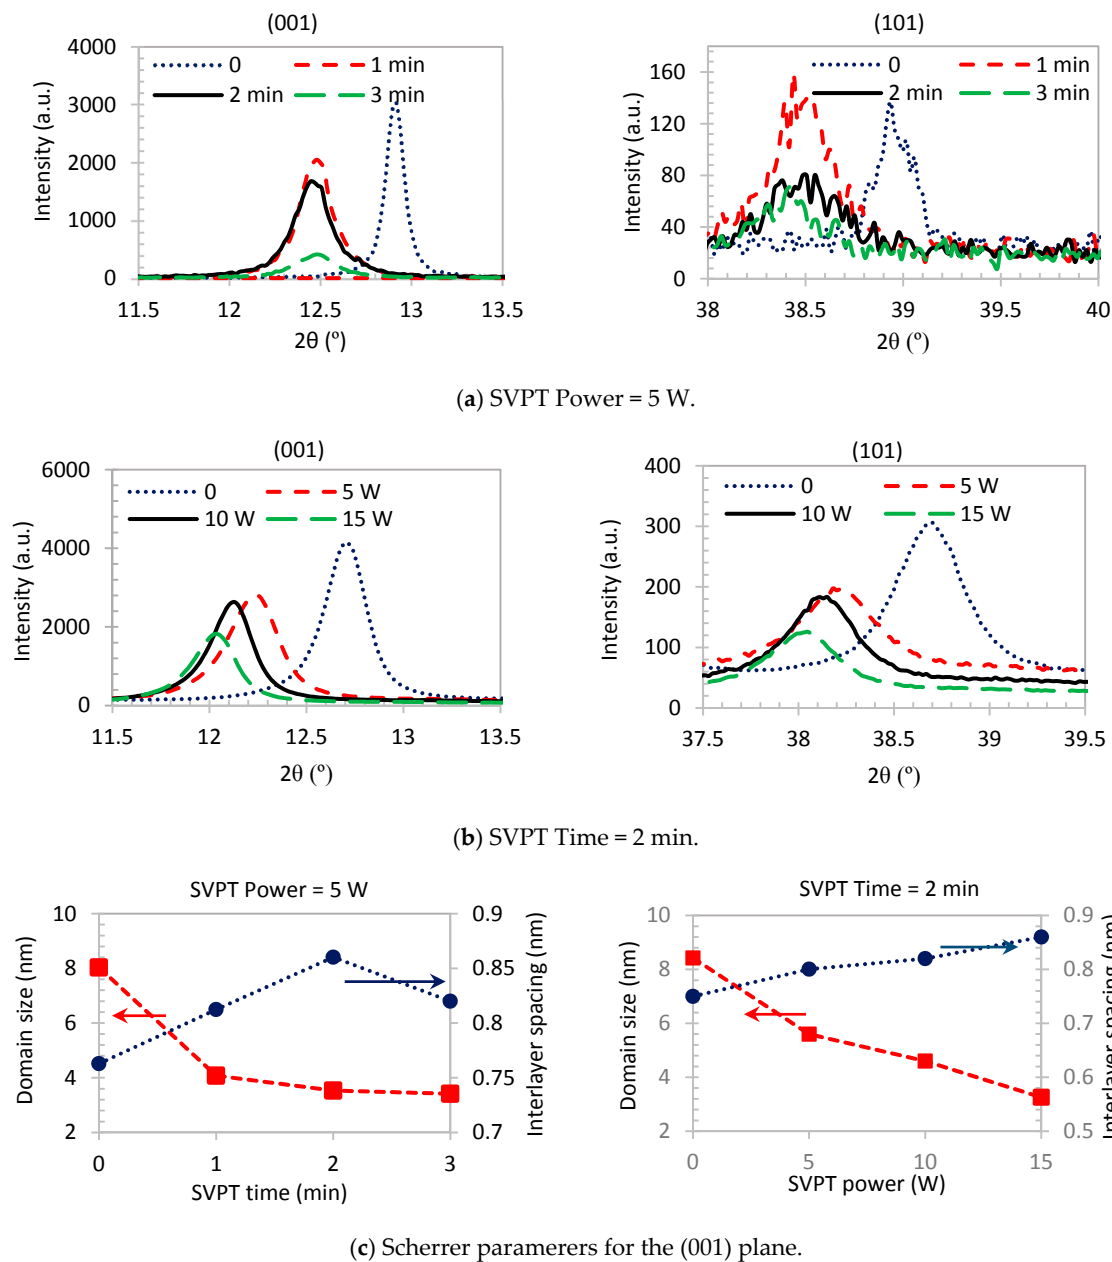 (001)
4000
3000
2000
1000
0
Intensity (a.u.)
0
1 min
2 min
3 min
11.5 12 12.5 13 13.5
2θ (º)
(101)
160
120
80
40
0
Intensity (a.u.)
0
1 min
2 min
3 min
38 38.5 39 39.5 40
2θ (º)
(a) SVPT Power = 5 W.
(001)
6000
4000
2000
0
Intensity (a.u.)
0
5 W
10 W
15 W
11.5 12 12.5 13 13.5
2θ (º)
(101)
400
300
200
100
0
Intensity (a.u.)
0
5 W
10 W
15 W
37.5 38 38.5 39 39.5
2θ (º)
(b) SVPT Time = 2 min.
SVPT Power = 5 W
10
8
6
4
2
Domain size (nm)
0.9
0.85
0.8
0.75
0.7
Interlayer spacing (nm)
0 1 2 3
SVPT time (min)
SVPT Time = 2 min
10
8
6
4
2
Domain size (nm)
0.9
0.8
0.7
0.6
0.5
Interlayer spacing (nm)
0 5 10 15
SVPT power (W)
(c) Scherrer paramerers for the (001) plane.